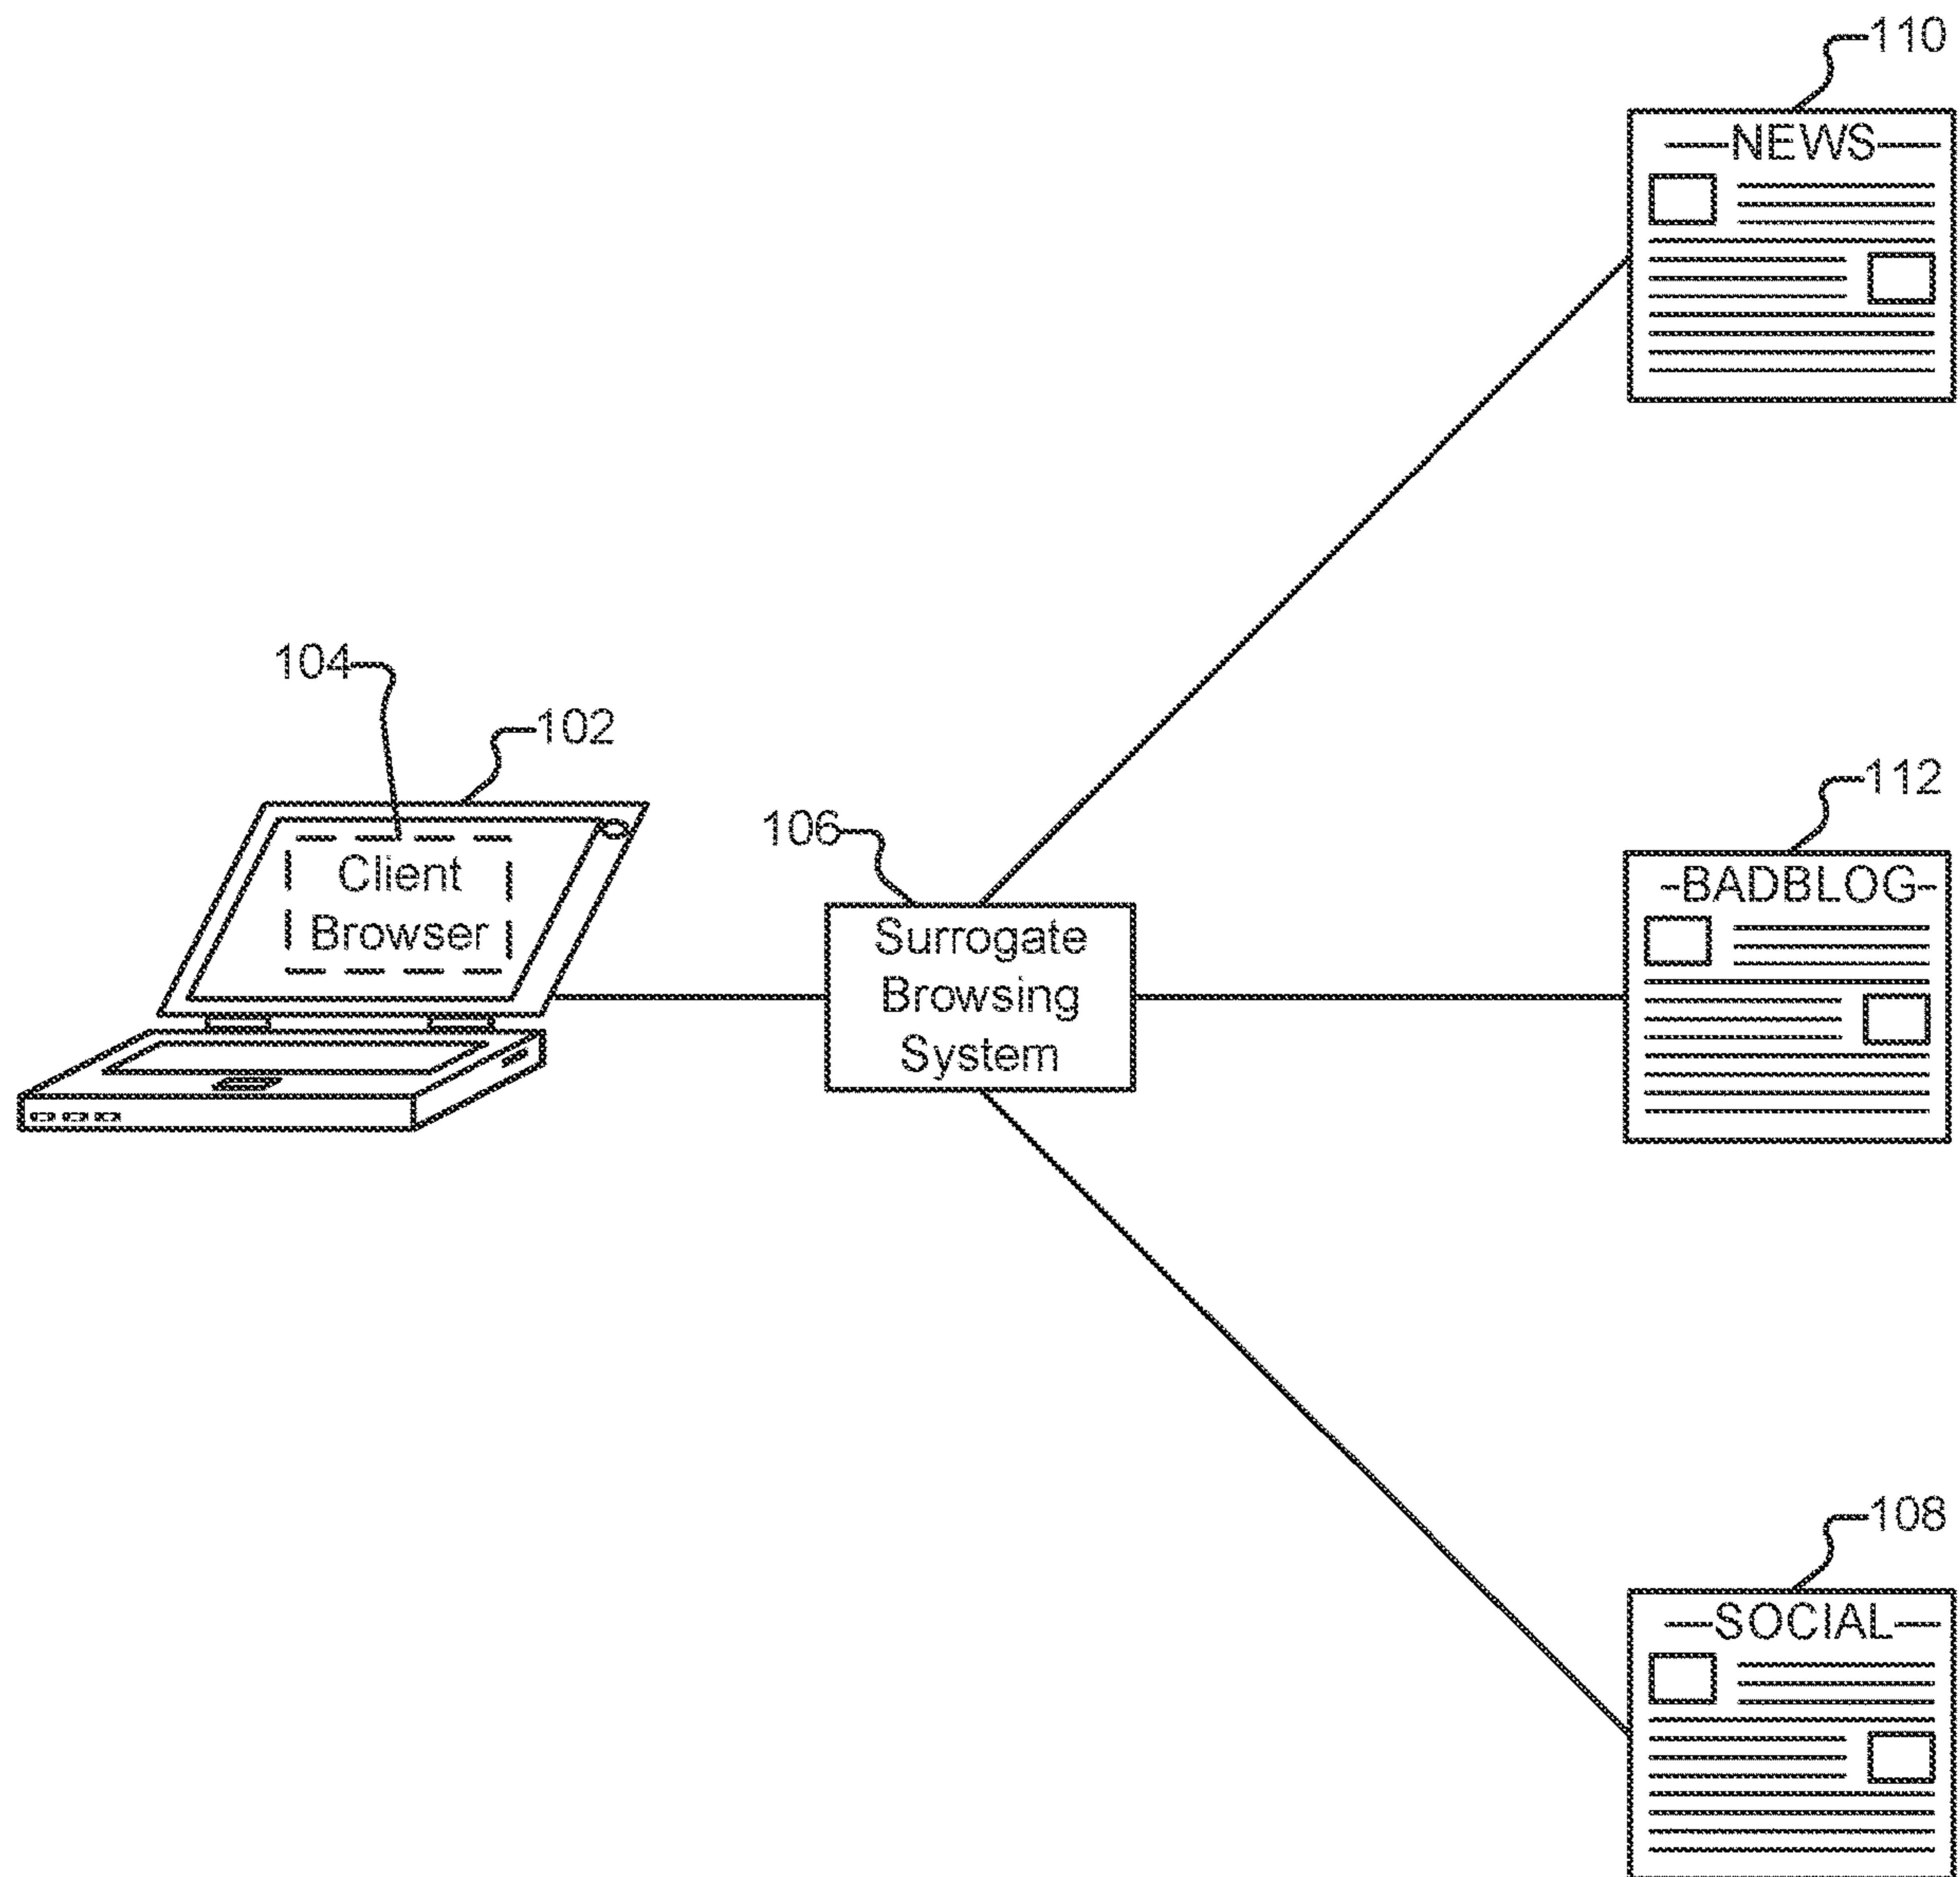 110
NEWS
104
102
112
106
Client
Browser
BADBLOG
Surrogate
Browsing
System
108
SOCIAL